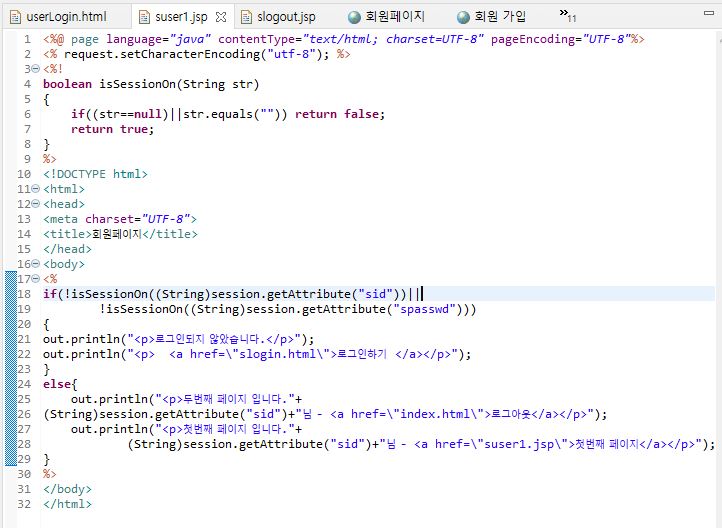 userLogin.html suser1.jsp slogout.jsp 회원페이지 회원 가입 »11
1 <%@ page language="java" contentType="text/html; charset=UTF-8" pageEncoding="UTF-8"%>
2 <% request.setCharacterEncoding("utf-8"); %>
3 <%!
4 boolean isSessionOn(String str)
5 {
6     if((str==null)||str.equals("")) return false;
7     return true;
8 }
9 %>
10 <!DOCTYPE html>
11 <html>
12 <head>
13 <meta charset="UTF-8">
14 <title>회원페이지</title>
15 </head>
16 <body>
17 <%
18 if(!isSessionOn((String)session.getAttribute("sid"))||
19         !isSessionOn((String)session.getAttribute("spasswd")))
20 {
21 out.println("<p>로그인되지 않았습니다.</p>");
22 out.println("<p>  <a href=\"slogin.html\">로그인하기 </a></p>");
23 }
24 else{
25     out.println("<p>두번째 페이지 입니다."+
26 (String)session.getAttribute("sid")+"님 - <a href=\"index.html\">로그아웃</a></p>");
27     out.println("<p>첫번째 페이지 입니다."+
28             (String)session.getAttribute("sid")+"님 - <a href=\"suser1.jsp\">첫번째 페이지</a></p>");
29 }
30 %>
31 </body>
32 </html>